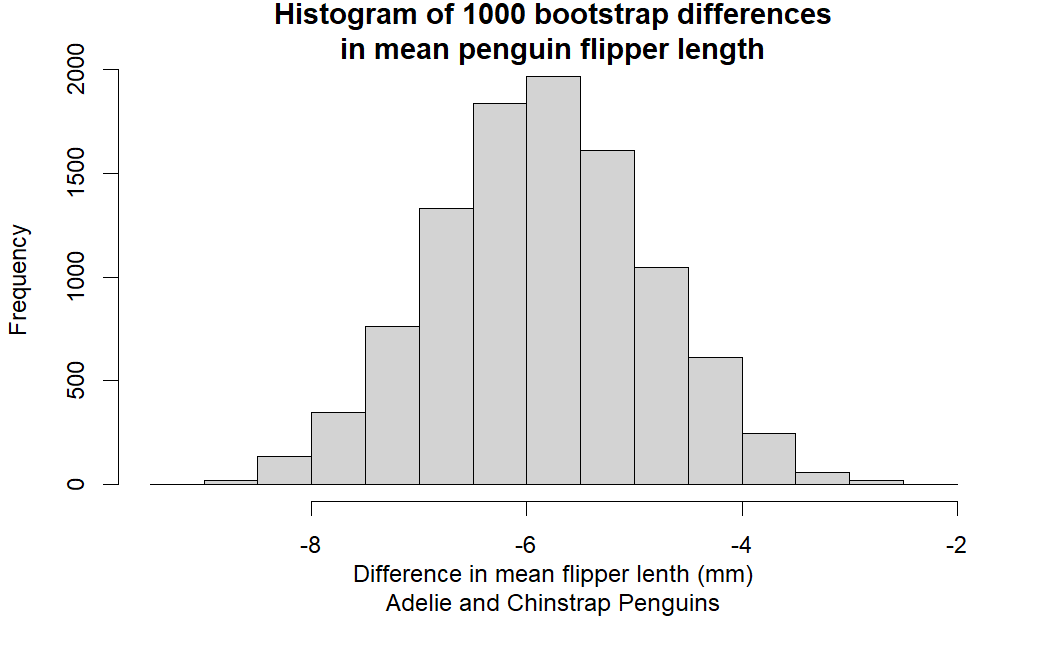 Histogram of 1000 bootstrap differences
in mean penguin flipper length
Frequency
2000
1500
1000
500
0
-8
-6
-4
-2
Difference in mean flipper lenth (mm)
Adelie and Chinstrap Penguins